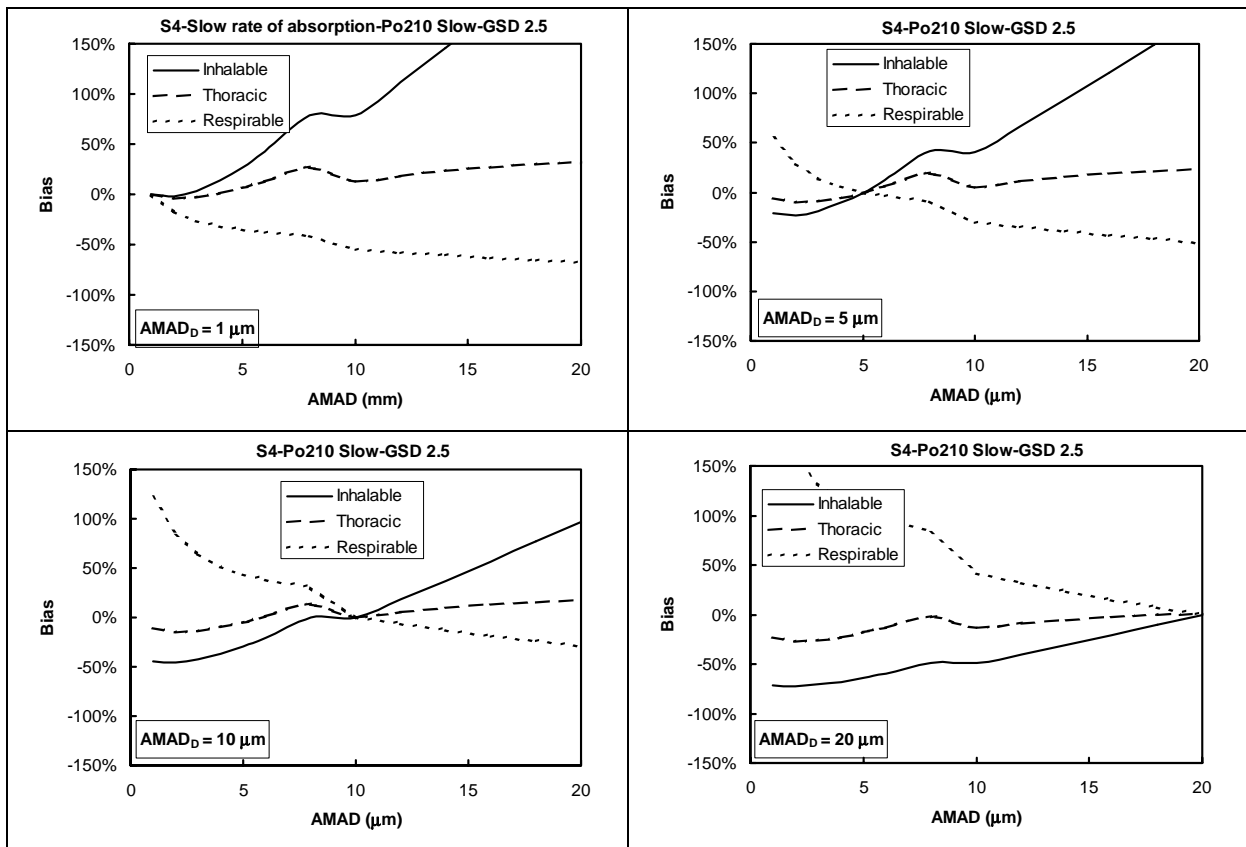 S4-Slow rate of absorption-Po210 Slow-GSD 2.5
150%
100%
50%
0%
-50%
-100%
-150%
Bias
Inhalable
Thoracic
Respirable
AMADD = 1 µm
0 5 10 15 20
AMAD (mm)
S4-Po210 Slow-GSD 2.5
150%
100%
50%
0%
-50%
-100%
-150%
Bias
Inhalable
Thoracic
Respirable
AMADD = 5 µm
0 5 10 15 20
AMAD (µm)
S4-Po210 Slow-GSD 2.5
150%
100%
50%
0%
-50%
-100%
-150%
Bias
Inhalable
Thoracic
Respirable
AMADD = 10 µm
0 5 10 15 20
AMAD (µm)
S4-Po210 Slow-GSD 2.5
150%
100%
50%
0%
-50%
-100%
-150%
Bias
Inhalable
Thoracic
Respirable
AMADD = 20 µm
0 5 10 15 20
AMAD (µm)